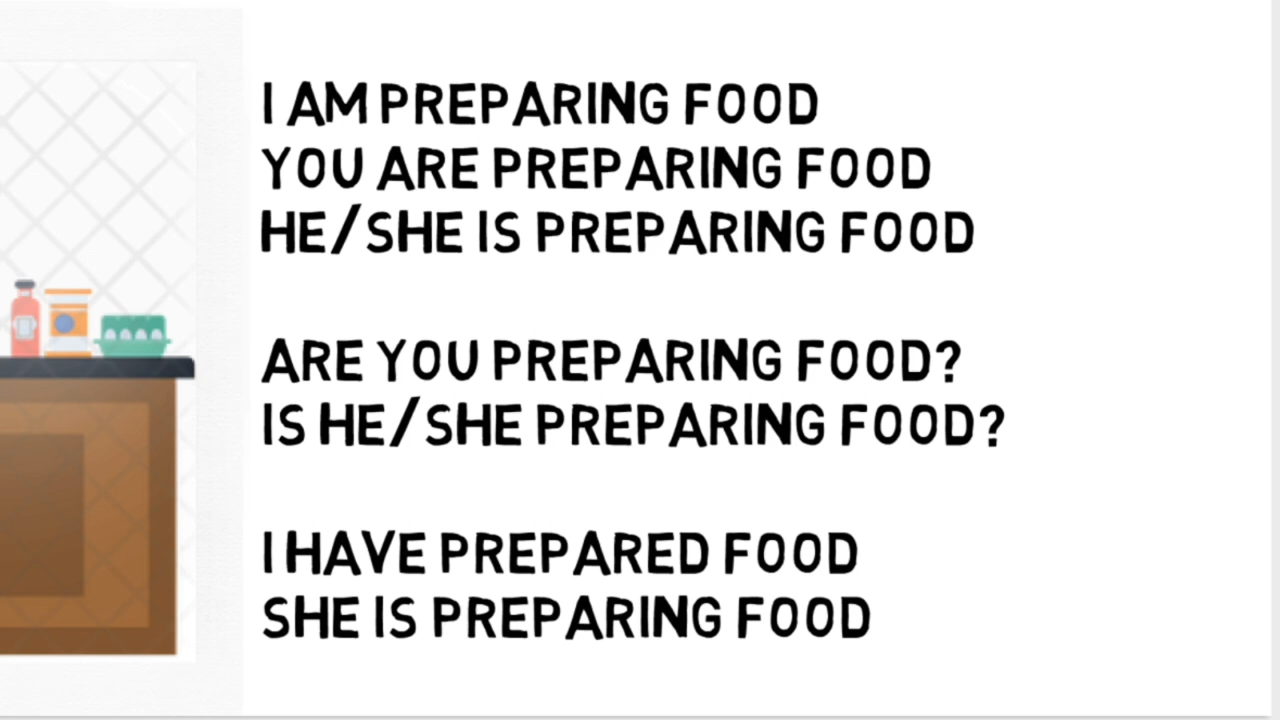 I AM PREPARING FOOD
YOU ARE PREPARING FOOD
HE/SHE IS PREPARING FOOD
ARE YOU PREPARING FOOD?
IS HE/SHE PREPARING FOOD?
I HAVE PREPARED FOOD
SHE IS PREPARING FOOD